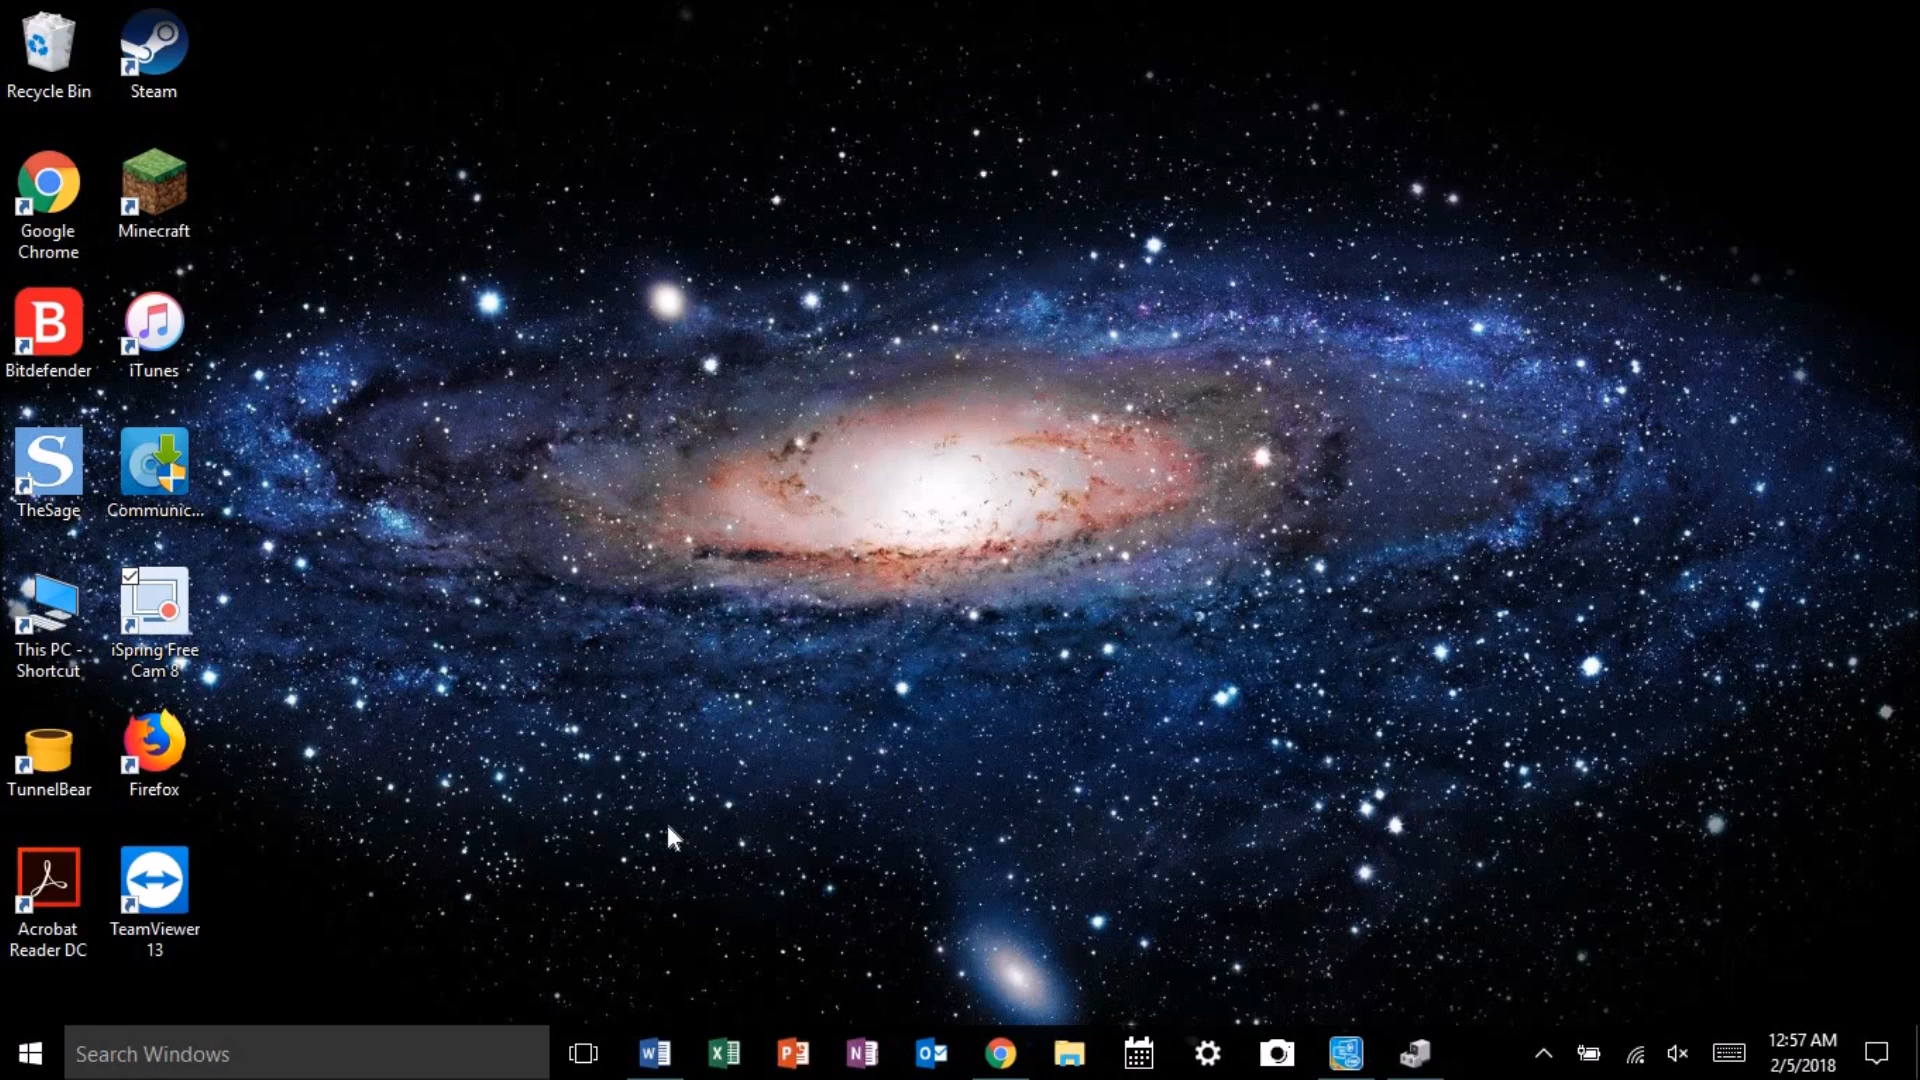 Recycle Bin
Steam
Google
Chrome
Minecraft
Bitdefender
iTunes
TheSage
Communic...
This PC -
Shortcut
iSpring Free
Cam 8
TunnelBear
Firefox
Acrobat
Reader DC
TeamViewer
13
Search Windows
12:57 AM
2/5/2018